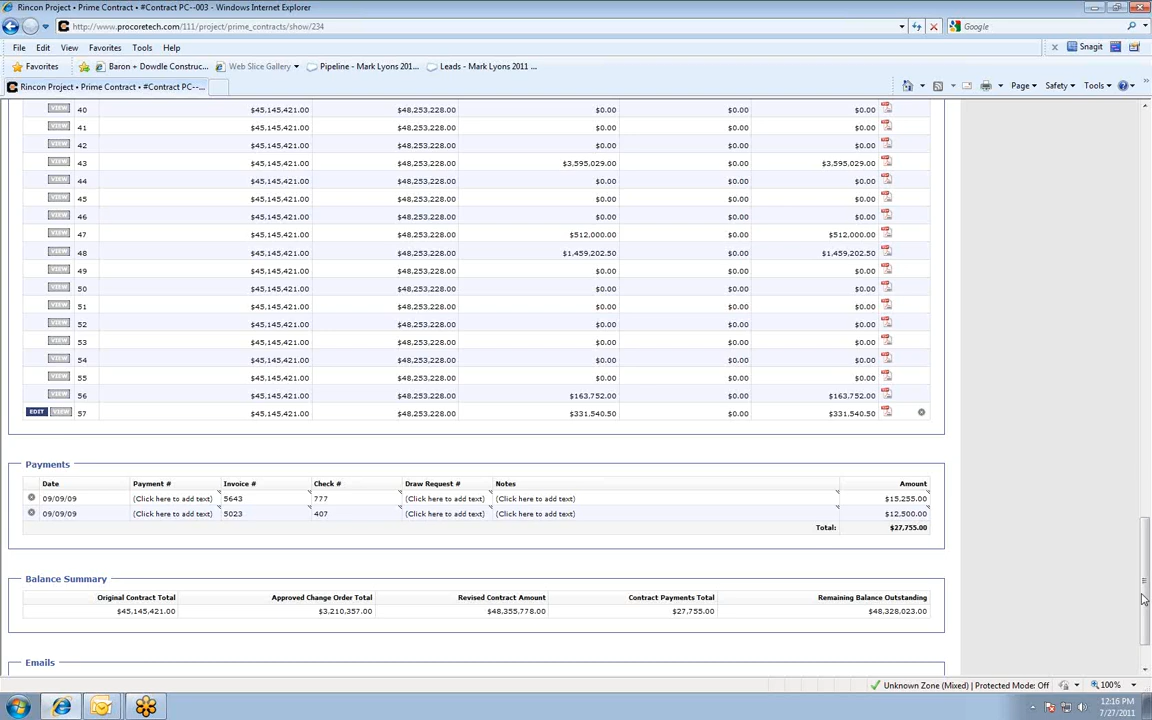 Rincon Project • Prime Contract • #Contract PC--003 - Windows Internet Explorer
http://www.procoretech.com/111/project/prime_contracts/show/234
Google
File Edit View Favorites Tools Help
x Snagit
Favorites Baron + Dowdle Construc... Web Slice Gallery Pipeline - Mark Lyons 201... Leads - Mark Lyons 2011 ...
Rincon Project • Prime Contract • #Contract PC--... Page Safety Tools
VIEW 40 $45,145,421.00 $48,253,228.00 $0.00 $0.00 $0.00
VIEW 41 $45,145,421.00 $48,253,228.00 $0.00 $0.00 $0.00
VIEW 42 $45,145,421.00 $48,253,228.00 $0.00 $0.00 $0.00
VIEW 43 $45,145,421.00 $48,253,228.00 $3,595,029.00 $0.00 $3,595,029.00
VIEW 44 $45,145,421.00 $48,253,228.00 $0.00 $0.00 $0.00
VIEW 45 $45,145,421.00 $48,253,228.00 $0.00 $0.00 $0.00
VIEW 46 $45,145,421.00 $48,253,228.00 $0.00 $0.00 $0.00
VIEW 47 $45,145,421.00 $48,253,228.00 $512,000.00 $0.00 $512,000.00
VIEW 48 $45,145,421.00 $48,253,228.00 $1,459,202.50 $0.00 $1,459,202.50
VIEW 49 $45,145,421.00 $48,253,228.00 $0.00 $0.00 $0.00
VIEW 50 $45,145,421.00 $48,253,228.00 $0.00 $0.00 $0.00
VIEW 51 $45,145,421.00 $48,253,228.00 $0.00 $0.00 $0.00
VIEW 52 $45,145,421.00 $48,253,228.00 $0.00 $0.00 $0.00
VIEW 53 $45,145,421.00 $48,253,228.00 $0.00 $0.00 $0.00
VIEW 54 $45,145,421.00 $48,253,228.00 $0.00 $0.00 $0.00
VIEW 55 $45,145,421.00 $48,253,228.00 $0.00 $0.00 $0.00
VIEW 56 $45,145,421.00 $48,253,228.00 $163,752.00 $0.00 $163,752.00
EDIT VIEW 57 $45,145,421.00 $48,253,228.00 $331,540.50 $0.00 $331,540.50
Payments
Date Payment # Invoice # Check # Draw Request # Notes Amount
09/09/09 (Click here to add text) 5643 777 (Click here to add text) (Click here to add text) $15,255.00
09/09/09 (Click here to add text) 5023 407 (Click here to add text) (Click here to add text) $12,500.00
Total: $27,755.00
Balance Summary
Original Contract Total Approved Change Order Total Revised Contract Amount Contract Payments Total Remaining Balance Outstanding
$45,145,421.00 $3,210,357.00 $48,355,778.00 $27,755.00 $48,328,023.00
Emails
Unknown Zone (Mixed) | Protected Mode: Off 100%
12:16 PM
7/27/2011